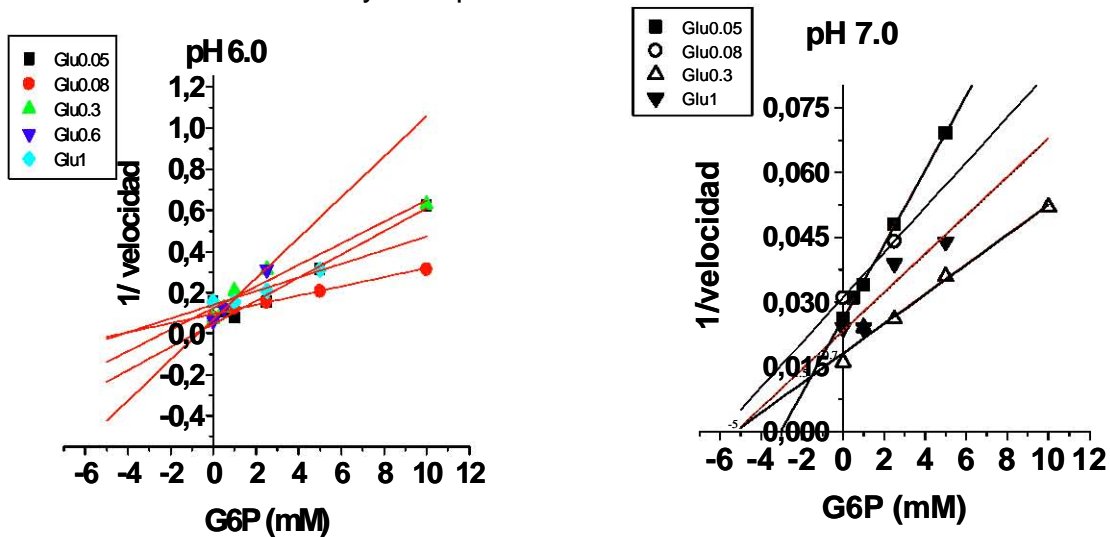 pH 6.0
Glu0.05
Glu0.08
Glu0.3
Glu0.6
Glu1
1/ velocidad
1,2
1,0
0,8
0,6
0,4
0,2
0,0
-0,2
-0,4
-6 -4 -2 0 2 4 6 8 10 12
G6P (mM)
pH 7.0
Glu0.05
Glu0.08
Glu0.3
Glu1
1/velocidad
0,075
0,060
0,045
0,030
0,015
0,000
-5
-6 -4 -2 0 2 4 6 8 10 12
G6P (mM)